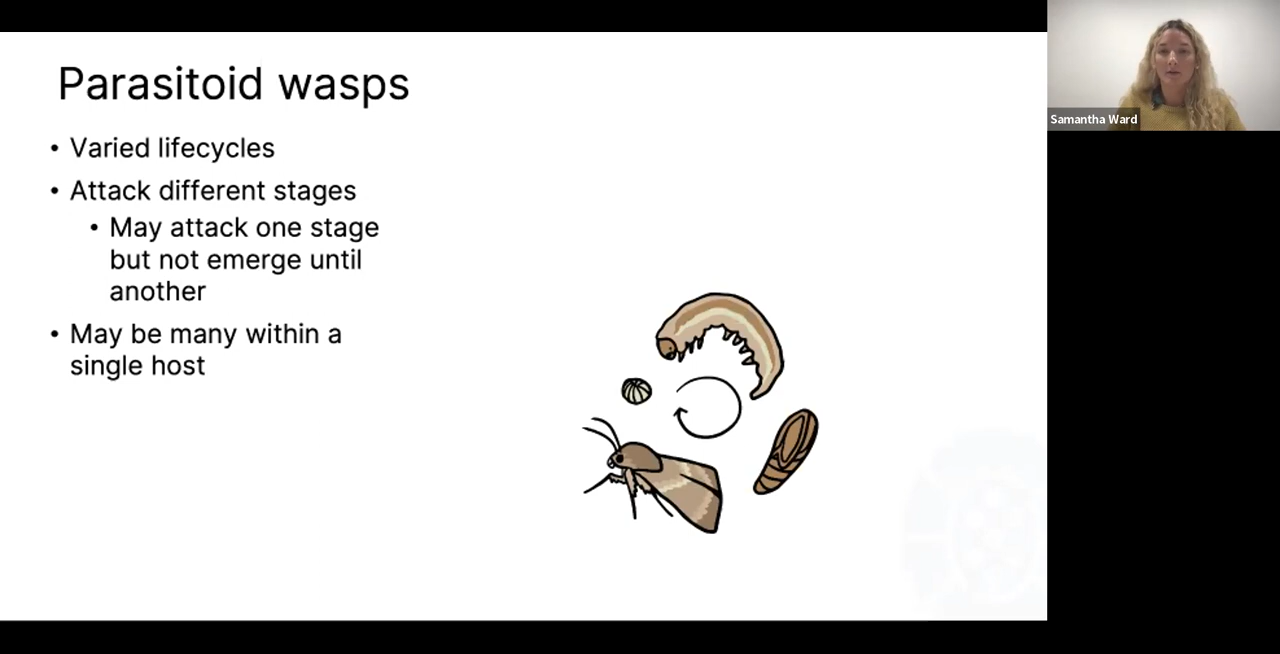 Parasitoid wasps
• Varied lifecycles
• Attack different stages
• May attack one stage
but not emerge until
another
• May be many within a
single host
Samantha Ward